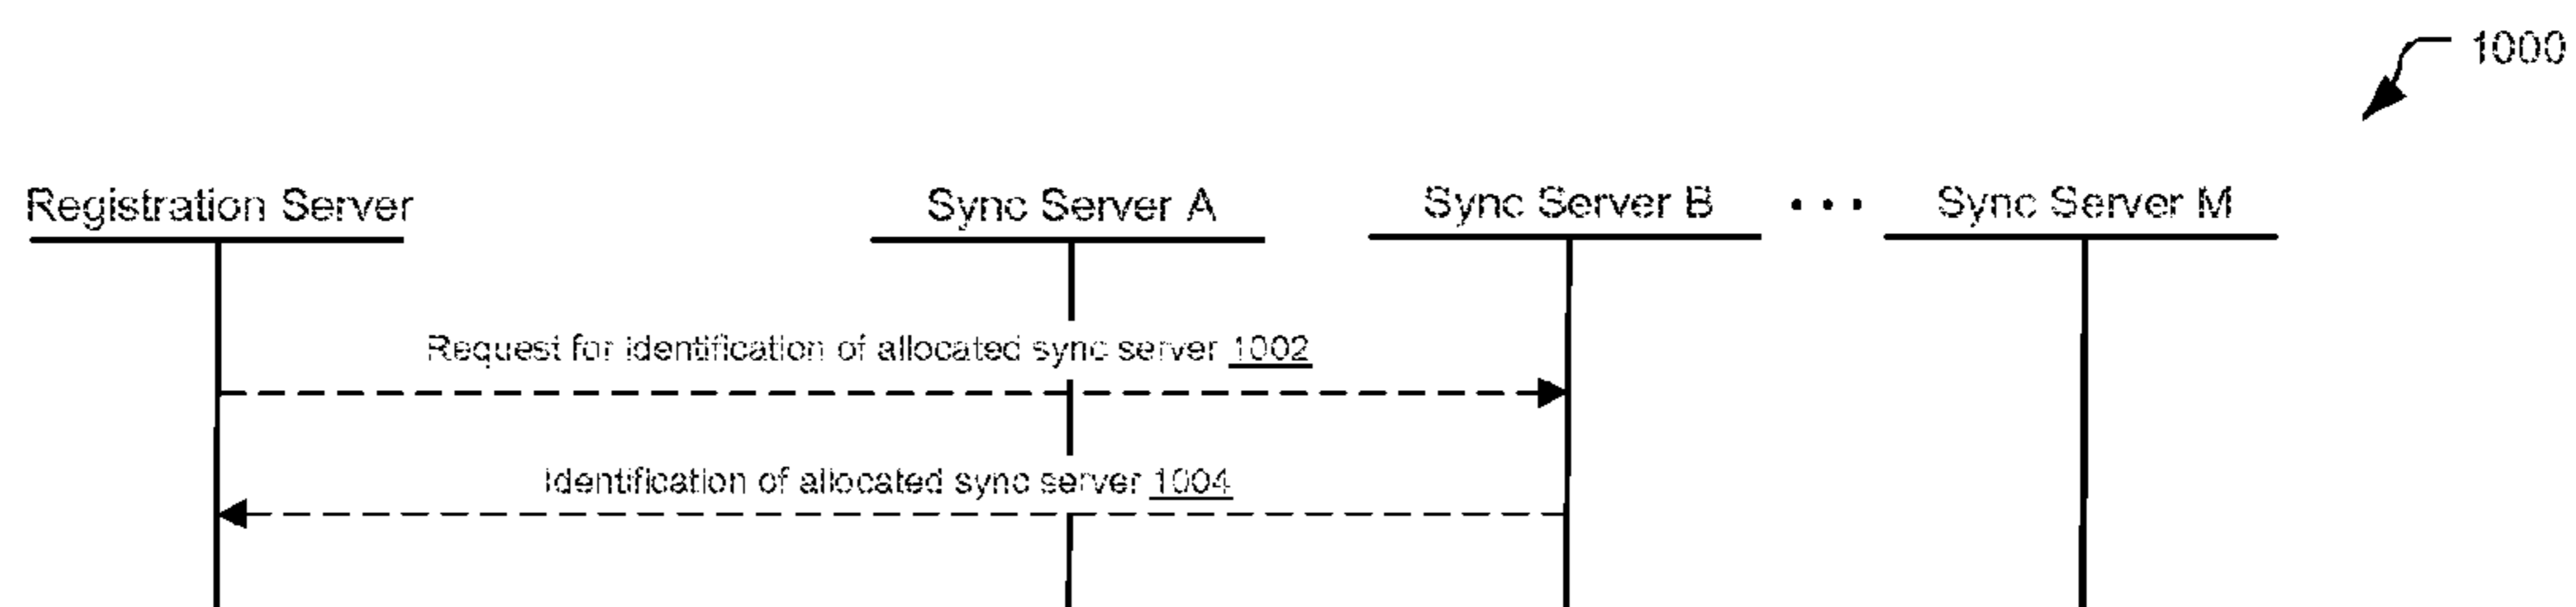 1000
Registration Server
Sync Server A
Sync Server B
• • •
Sync Server M
Request for identification of allocated sync server 1002
Identification of allocated sync server 1004